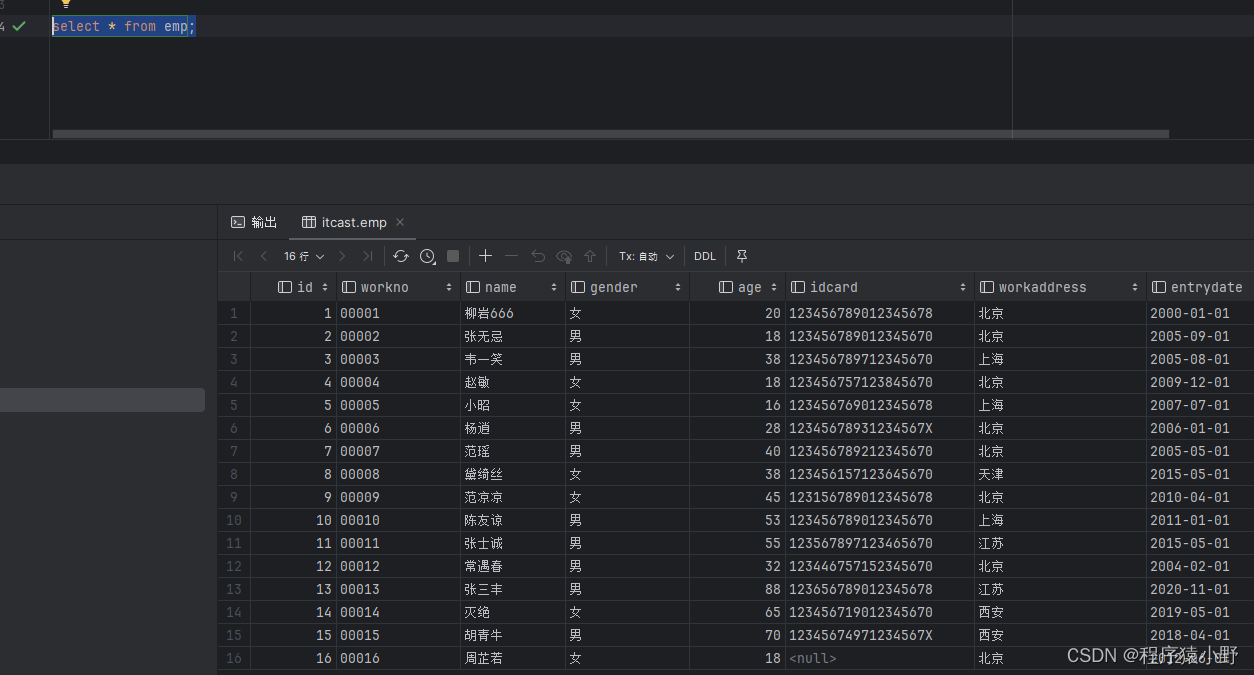 3
4 select * from emp;
输出 itcast.emp ×
16 行 Tx: 自动 DDL
id workno name gender age idcard workaddress entrydate
1 1 00001 柳岩666 女 20 123456789012345678 北京 2000-01-01
2 2 00002 张无忌 男 18 123456789012345670 北京 2005-09-01
3 3 00003 韦一笑 男 38 123456789712345670 上海 2005-08-01
4 4 00004 赵敏 女 18 123456757123845670 北京 2009-12-01
5 5 00005 小昭 女 16 123456769012345678 上海 2007-07-01
6 6 00006 杨逍 男 28 12345678931234567X 北京 2006-01-01
7 7 00007 范瑶 男 40 123456789212345670 北京 2005-05-01
8 8 00008 黛绮丝 女 38 123456157123645670 天津 2015-05-01
9 9 00009 范凉凉 女 45 123156789012345678 北京 2010-04-01
10 10 00010 陈友谅 男 53 123456789012345670 上海 2011-01-01
11 11 00011 张士诚 男 55 123567897123465670 江苏 2015-05-01
12 12 00012 常遇春 男 32 123446757152345670 北京 2004-02-01
13 13 00013 张三丰 男 88 123656789012345678 江苏 2020-11-01
14 14 00014 灭绝 女 65 123456719012345670 西安 2019-05-01
15 15 00015 胡青牛 男 70 12345674971234567X 西安 2018-04-01
16 16 00016 周芷若 女 18 <null> 北京
CSDN @程序猿小野